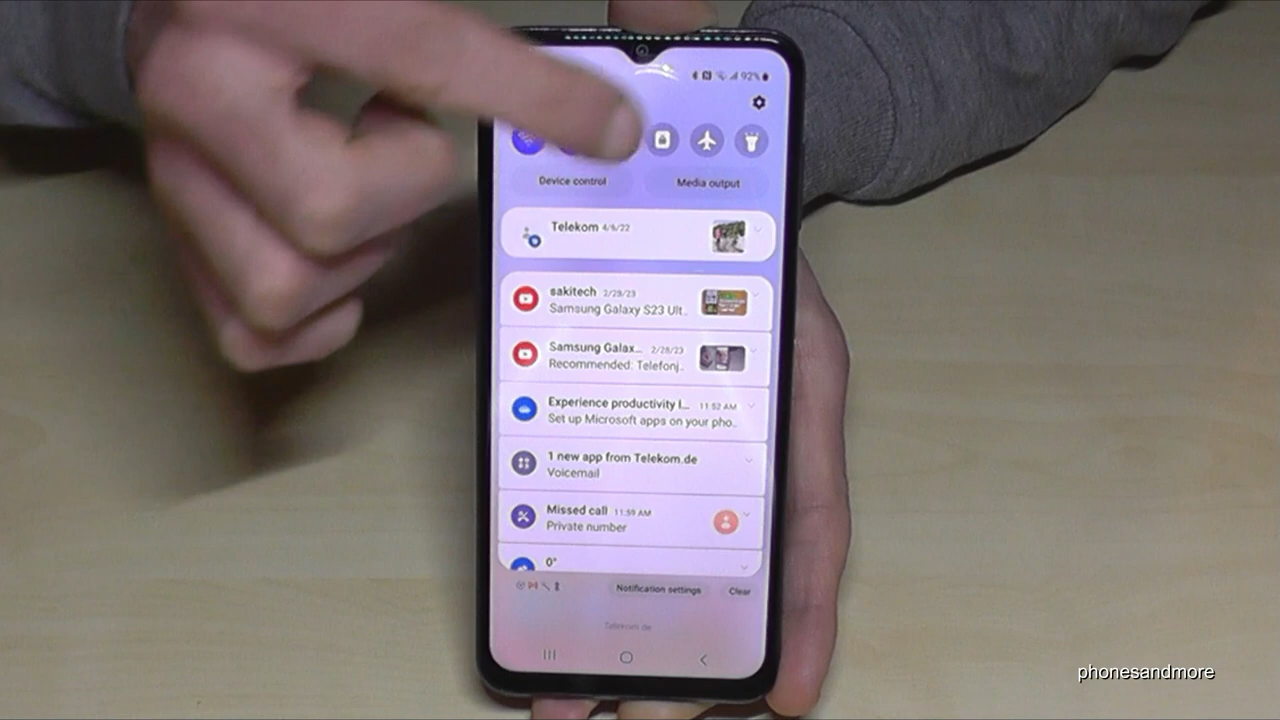 92%
Device control
Media output
Telekom 4/6/22
sakitech 2/28/23
Samsung Galaxy S23 Ult..
Samsung Galax... 2/28/23
Recommended: Telefonj..
Experience productivity I... 11:52 AM
Set up Microsoft apps on your pho..
1 new app from Telekom.de
Voicemail
Missed call 11:59 AM
Private number
0°
Notification settings
Clear
Telekom.de
phonesandmore